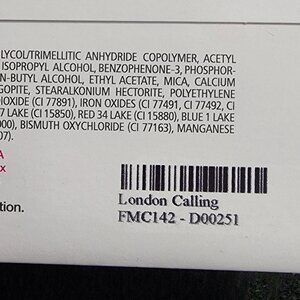 LYCOL/TRIMELLITIC ANHYDRIDE COPOLYMER, ACETYL
ISOPROPYL ALCOHOL, BENZOPHENONE-3, PHOSPHOR-
N-BUTYL ALCOHOL, ETHYL ACETATE, MICA, CALCIUM
GOPITE, STEARALKONIUM HECTORITE, POLYETHYLENE
OXIDE (CI 77891), IRON OXIDES (CI 77491, CI 77492, CI
7 LAKE (CI 15850), RED 34 LAKE (CI 15880), BLUE 1 LAKE
000), BISMUTH OXYCHLORIDE (CI 77163), MANGANESE
07).
A
x
tion.
London Calling
FMC142 - D00251